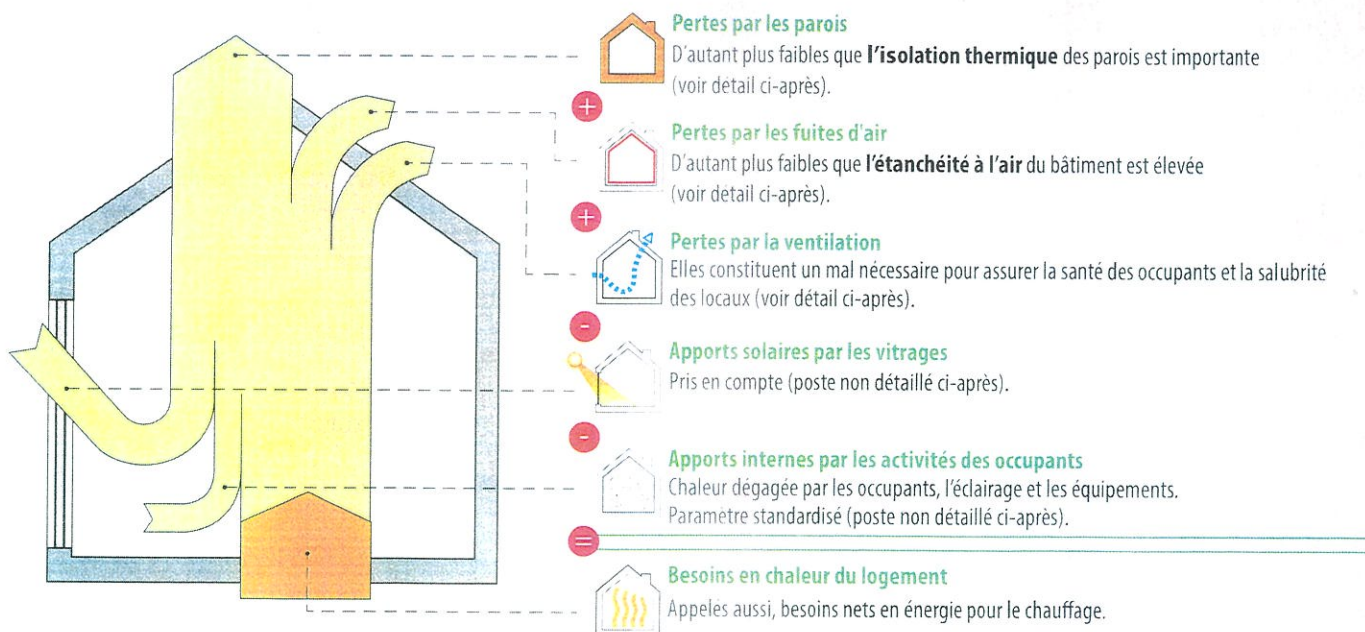 Pertes par les parois
D'autant plus faibles que l'isolation thermique des parois est importante
(voir détail ci-après).
+
Pertes par les fuites d'air
D'autant plus faibles que l'étanchéité à l'air du bâtiment est élevée
(voir détail ci-après).
+
Pertes par la ventilation
Elles constituent un mal nécessaire pour assurer la santé des occupants et la salubrité
des locaux (voir détail ci-après).
-
Apports solaires par les vitrages
Pris en compte (poste non détaillé ci-après).
-
Apports internes par les activités des occupants
Chaleur dégagée par les occupants, l'éclairage et les équipements.
Paramètre standardisé (poste non détaillé ci-après).
=
Besoins en chaleur du logement
Appelés aussi, besoins nets en énergie pour le chauffage.